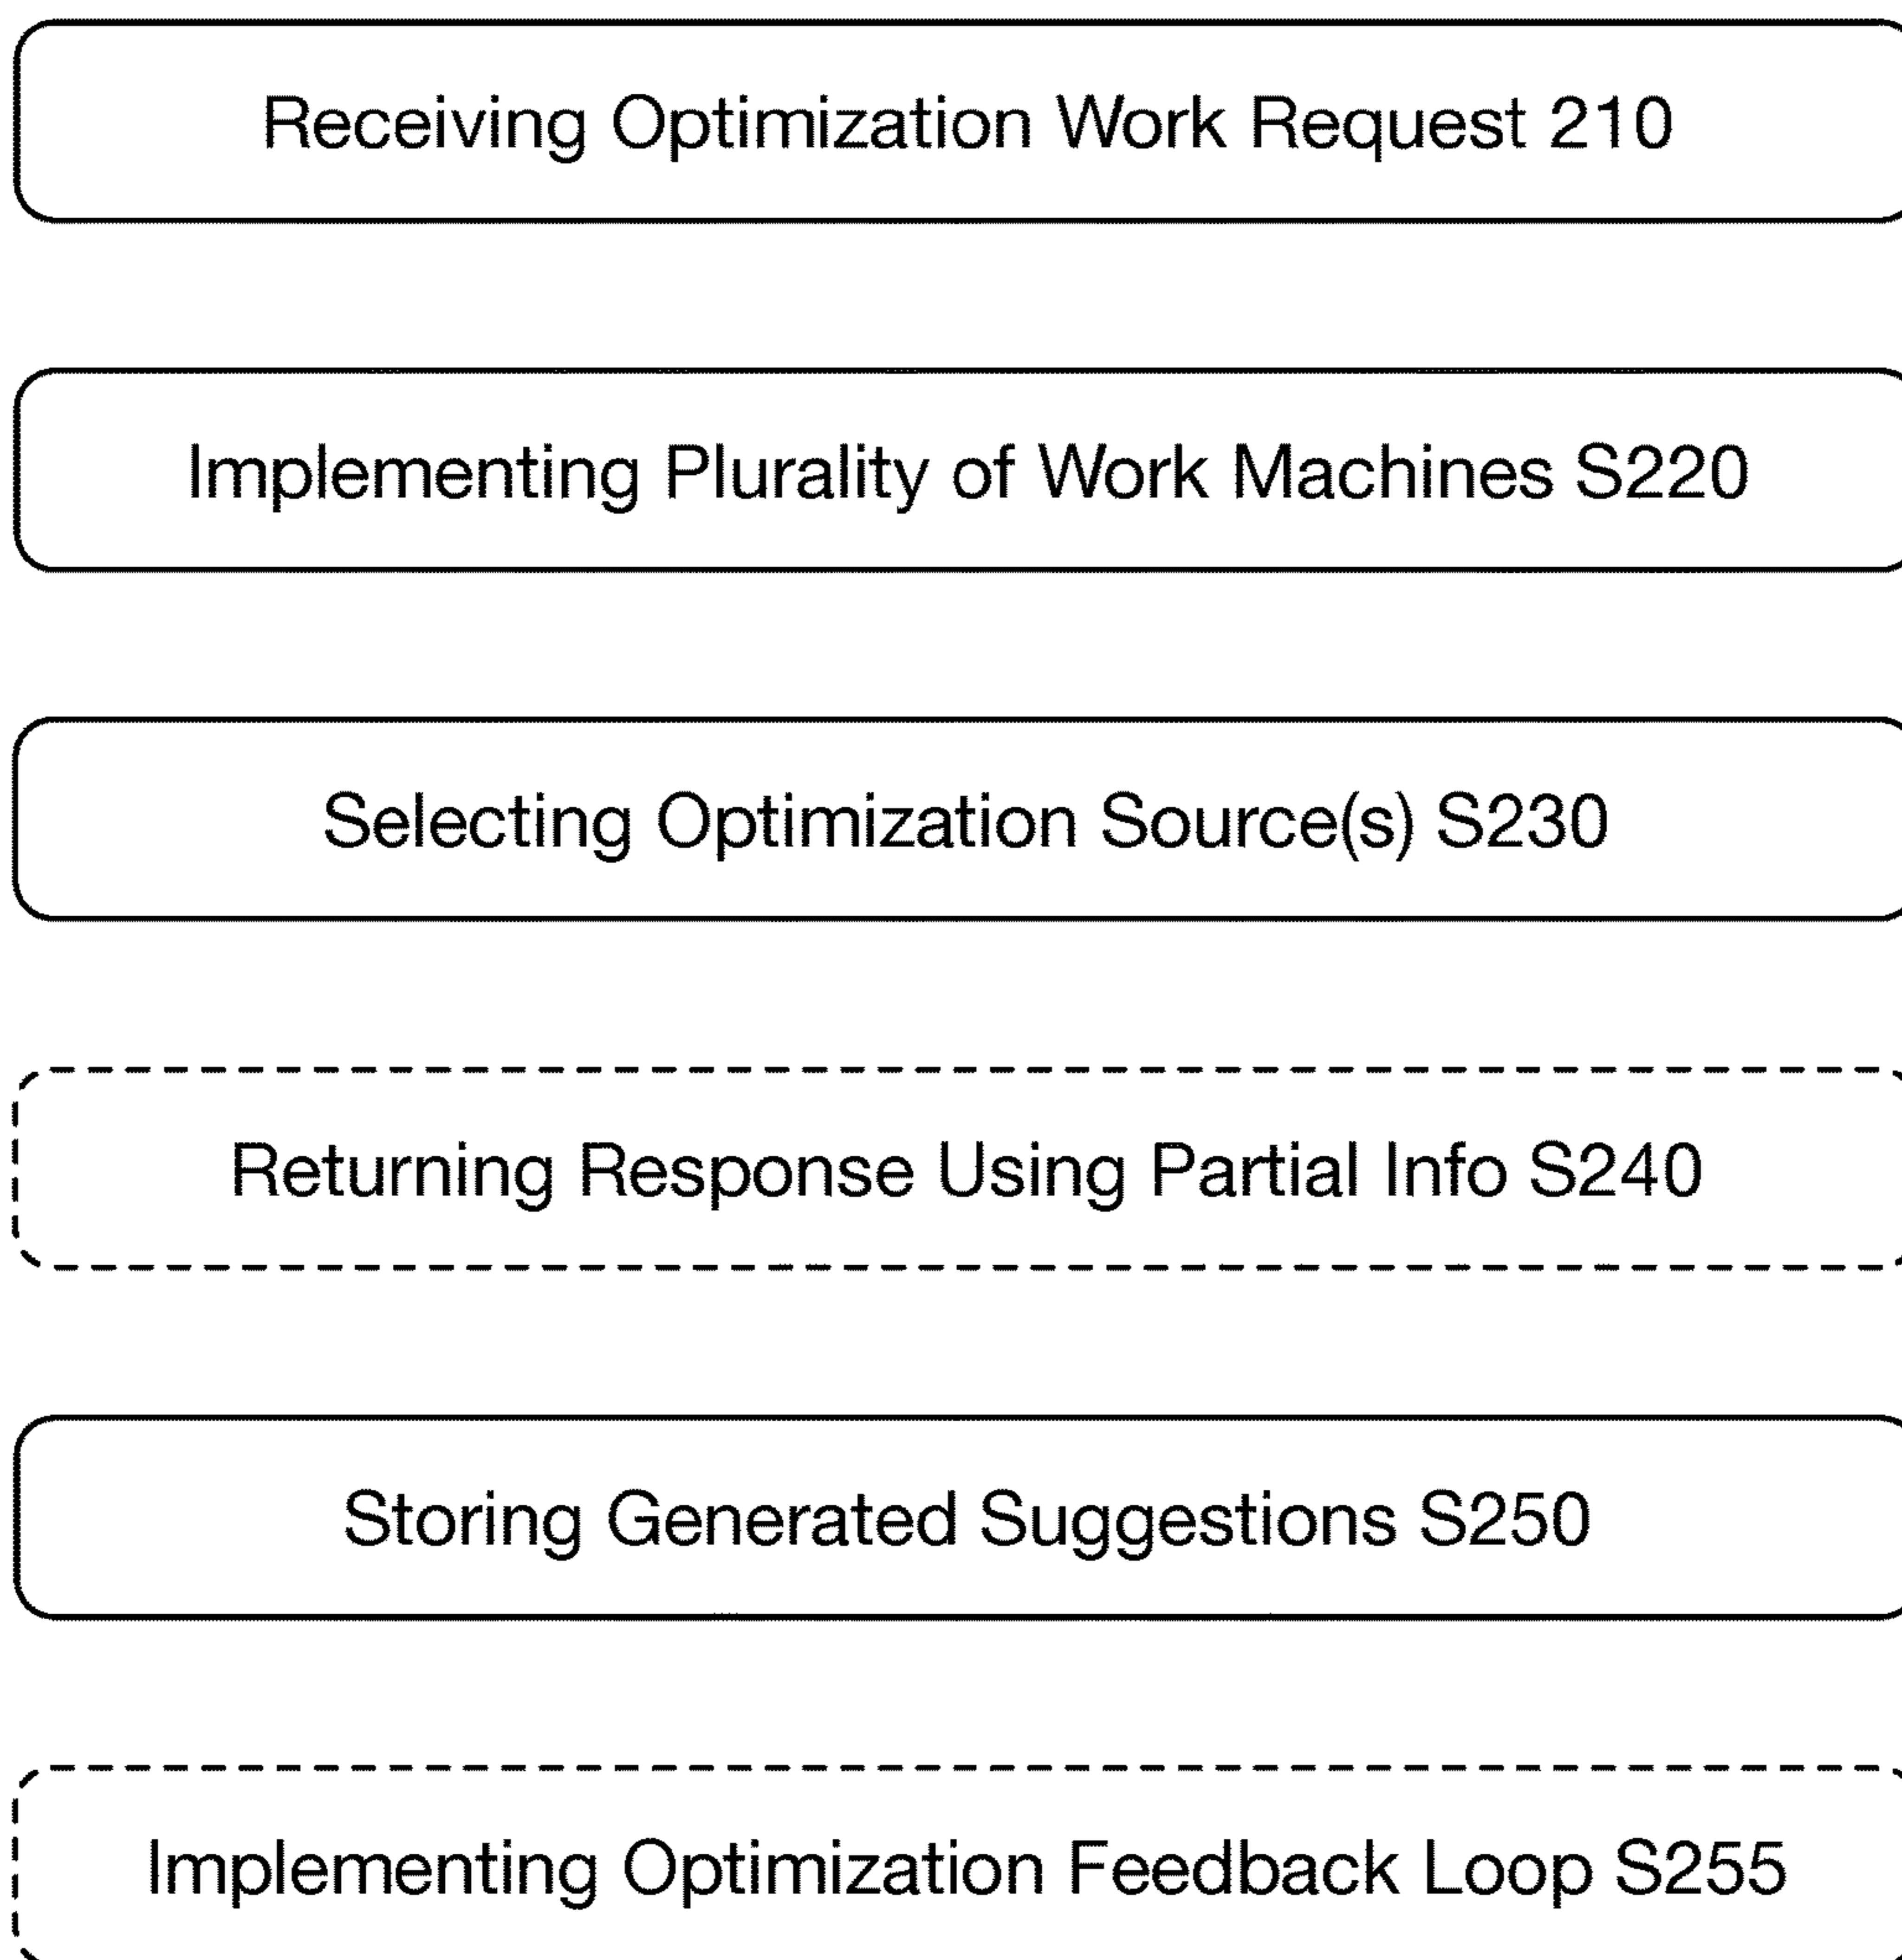 Receiving Optimization Work Request 210
Implementing Plurality of Work Machines S220
Selecting Optimization Source(s) S230
Returning Response Using Partial Info S240
Storing Generated Suggestions S250
Implementing Optimization Feedback Loop S255